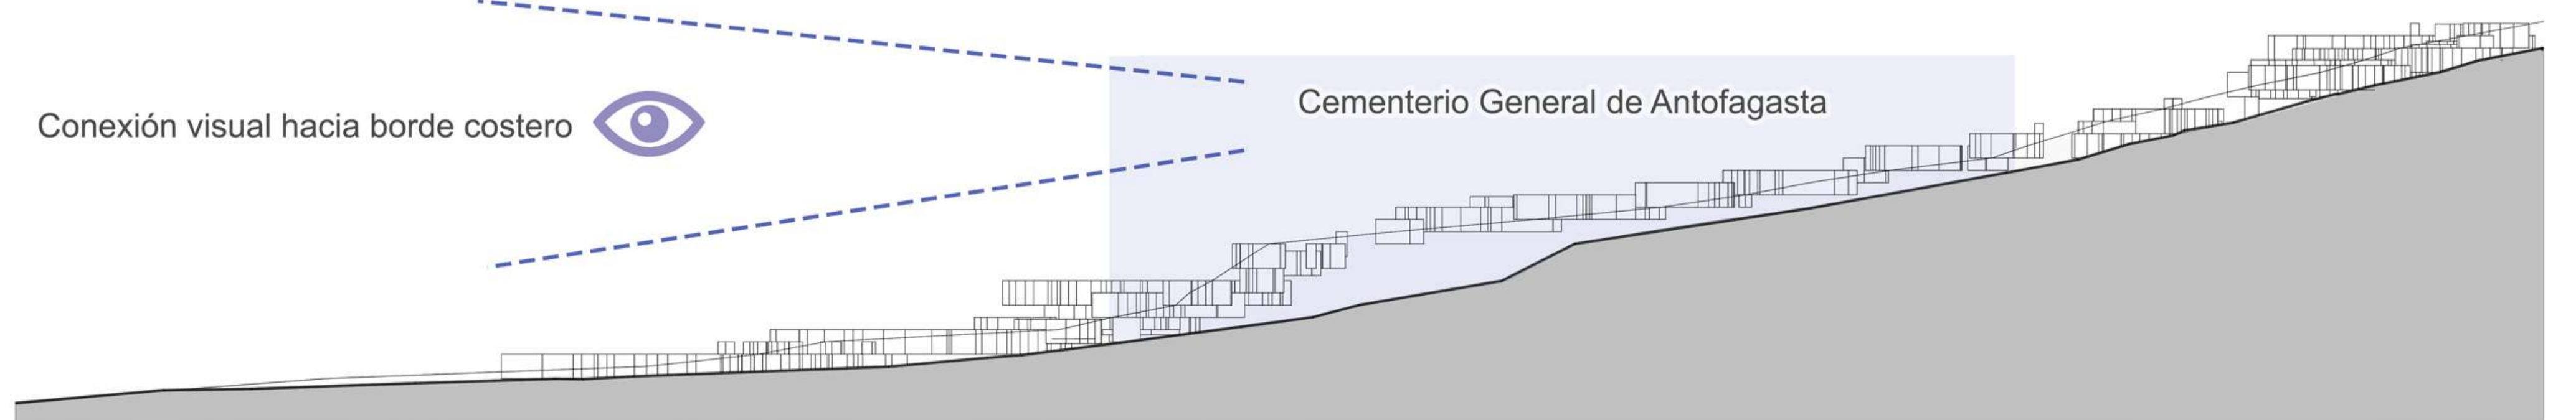 Conexión visual hacia borde costero
Cementerio General de Antofagasta